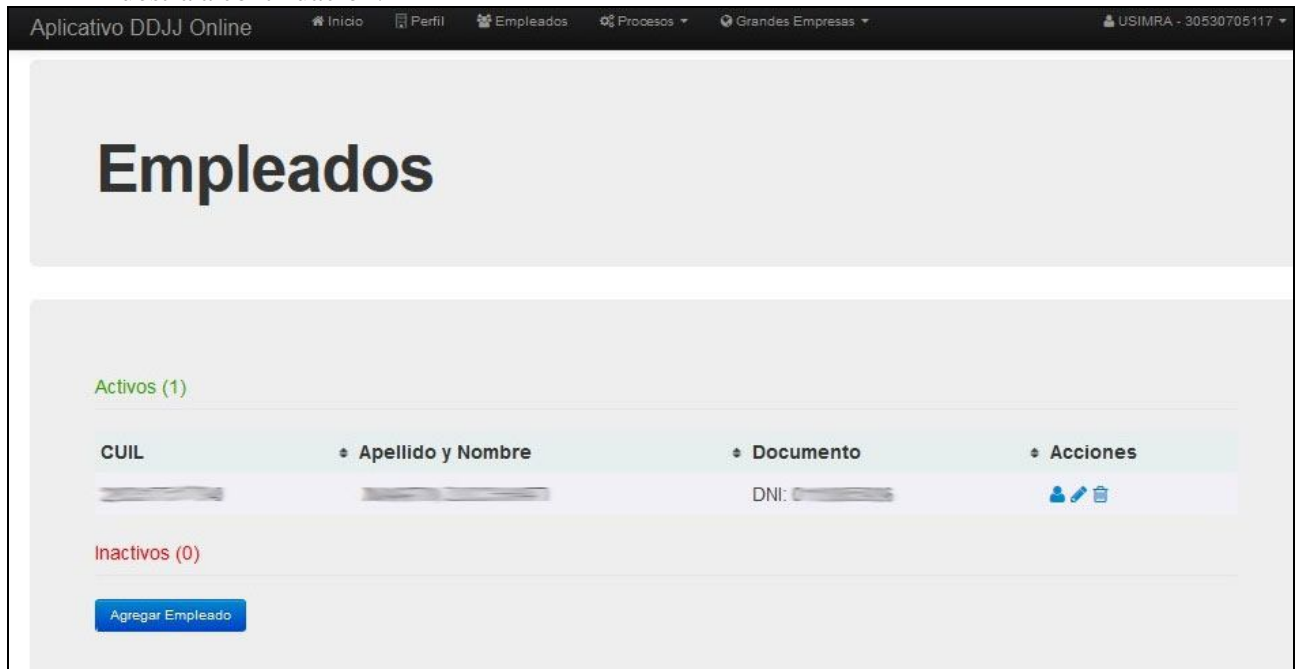 Aplicativo DDJJ Online Inicio Perfil Empleados Procesos Grandes Empresas USIMRA - 30530705117
Empleados
Activos (1)
CUIL Apellido y Nombre Documento Acciones
DNI:
Inactivos (0)
Agregar Empleado